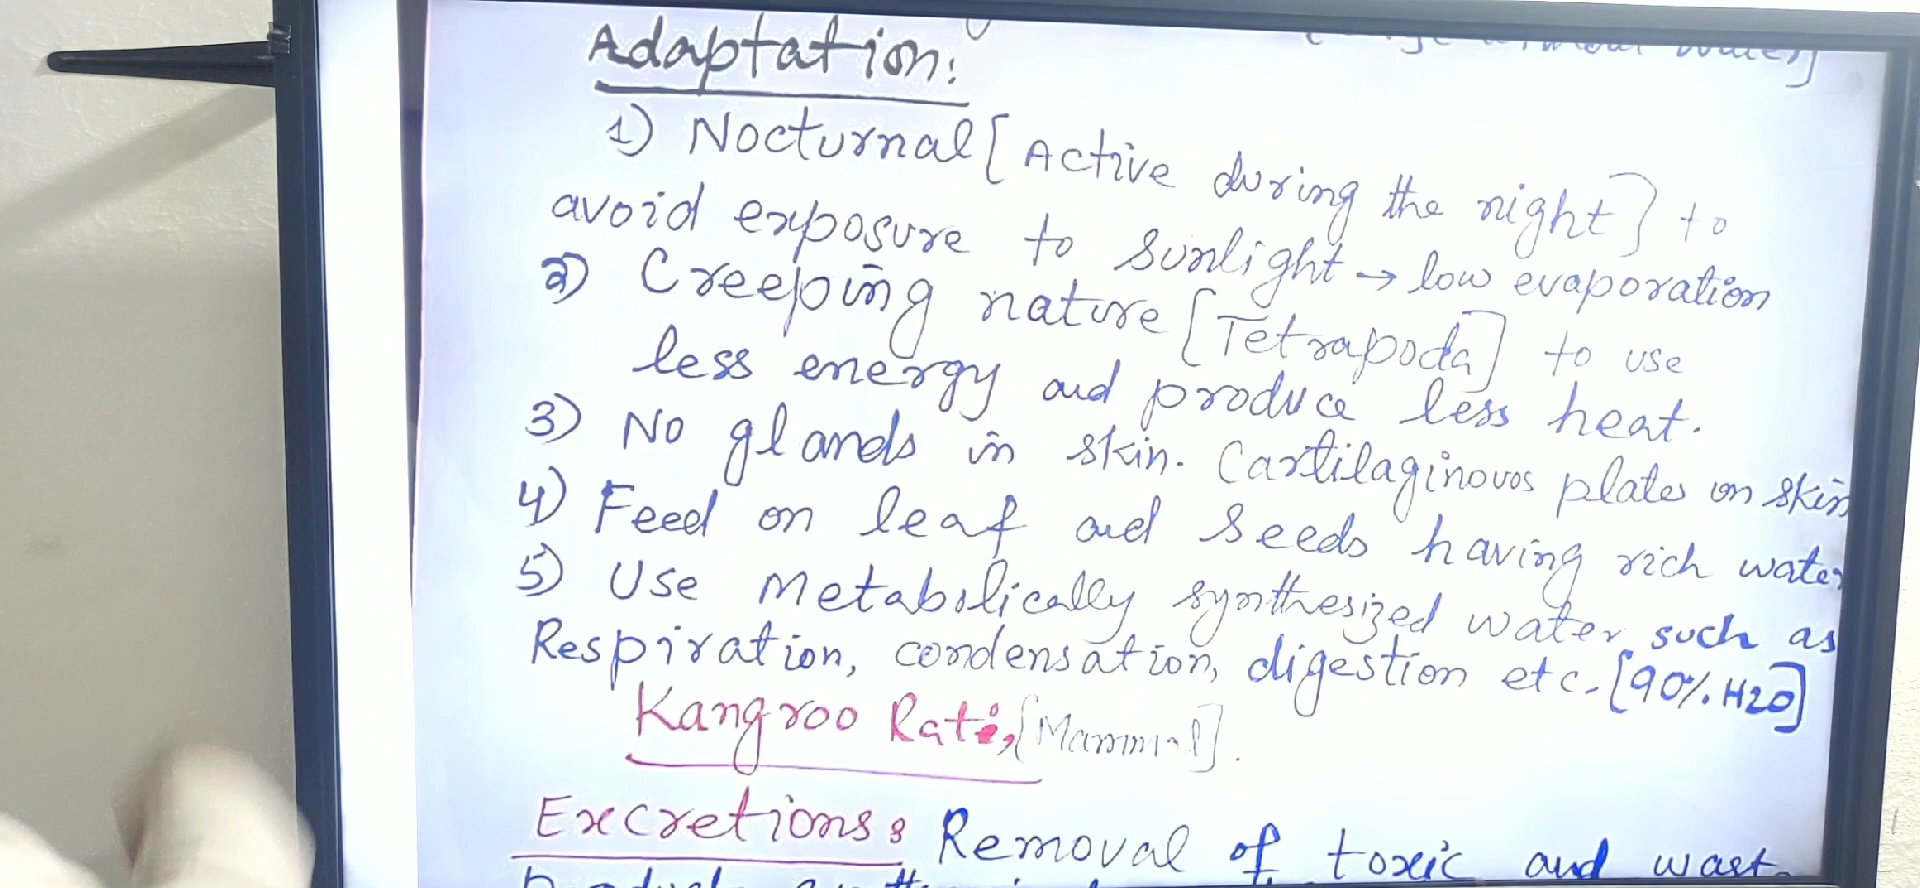 Adaptation:
1) Nocturnal [Active during the night] to
avoid exposure to Sunlight → low evaporation
2) Creeping nature [Tetrapoda] to use
less energy and produce less heat.
3) No glands in skin. Cartilaginous plates on skin
4) Feed on leaf and seeds having rich water
5) Use Metabolically synthesized water such as
Respiration, condensation, digestion etc. [90% H2O]
Kangroo Rat:, [Mammal].
Excretions: Removal of toxic and wast